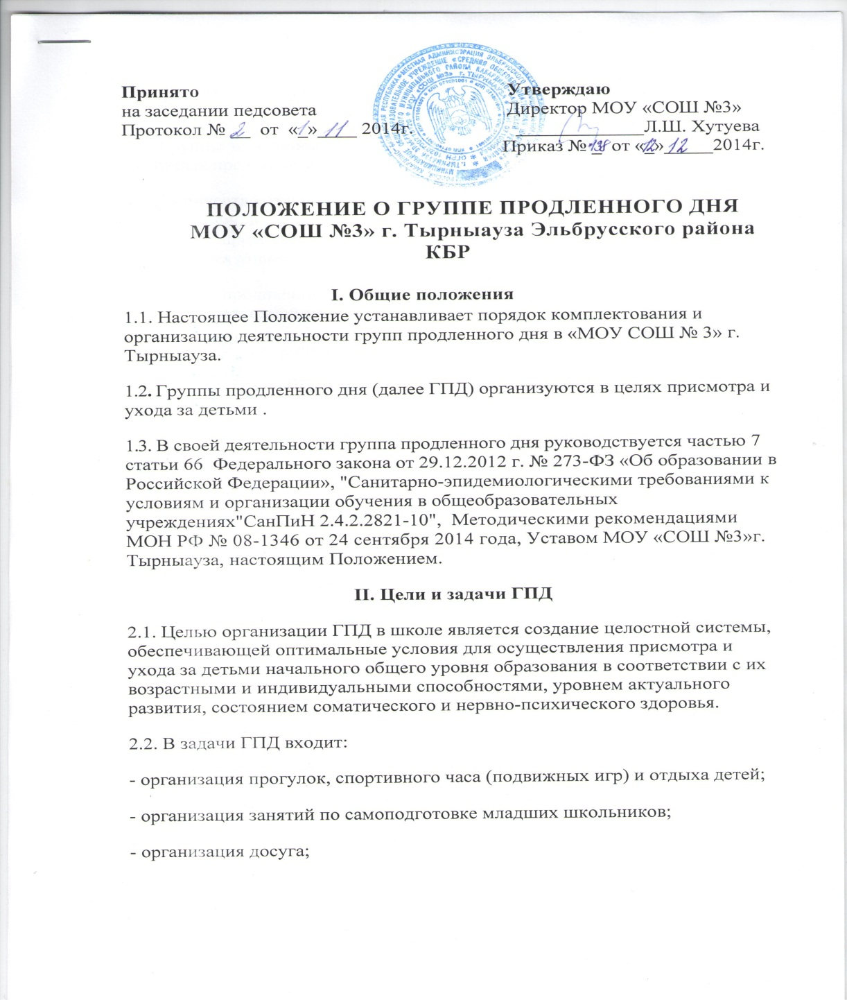 Принято
на заседании педсовета
Протокол № 2 от «1» 11 2014г.
Утверждаю
Директор МОУ «СОШ №3»
______________Л.Ш. Хутуева
Приказ № 138 от «12» 12 2014г.
ПОЛОЖЕНИЕ О ГРУППЕ ПРОДЛЕННОГО ДНЯ
МОУ «СОШ №3» г. Тырныауза Эльбрусского района
КБР
I. Общие положения
1.1. Настоящее Положение устанавливает порядок комплектования и
организацию деятельности групп продленного дня в «МОУ СОШ № 3» г.
Тырныауза.
1.2. Группы продленного дня (далее ГПД) организуются в целях присмотра и
ухода за детьми .
1.3. В своей деятельности группа продленного дня руководствуется частью 7
статьи 66 Федерального закона от 29.12.2012 г. № 273-ФЗ «Об образовании в
Российской Федерации», "Санитарно-эпидемиологическими требованиями к
условиям и организации обучения в общеобразовательных
учреждениях"СанПиН 2.4.2.2821-10", Методическими рекомендациями
МОН РФ № 08-1346 от 24 сентября 2014 года, Уставом МОУ «СОШ №3»г.
Тырныауза, настоящим Положением.
II. Цели и задачи ГПД
2.1. Целью организации ГПД в школе является создание целостной системы,
обеспечивающей оптимальные условия для осуществления присмотра и
ухода за детьми начального общего уровня образования в соответствии с их
возрастными и индивидуальными способностями, уровнем актуального
развития, состоянием соматического и нервно-психического здоровья.
2.2. В задачи ГПД входит:
- организация прогулок, спортивного часа (подвижных игр) и отдыха детей;
- организация занятий по самоподготовке младших школьников;
- организация досуга;